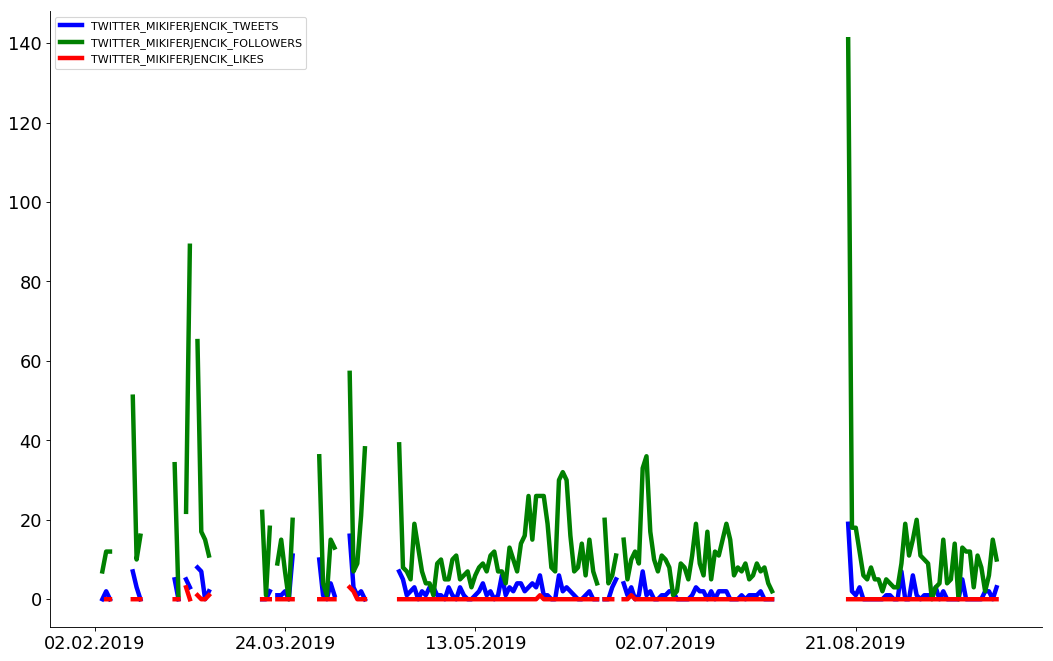 TWITTER_MIKIFERJENCIK_TWEETS
TWITTER_MIKIFERJENCIK_FOLLOWERS
TWITTER_MIKIFERJENCIK_LIKES
140
120
100
80
60
40
20
0
02.02.2019 24.03.2019 13.05.2019 02.07.2019 21.08.2019